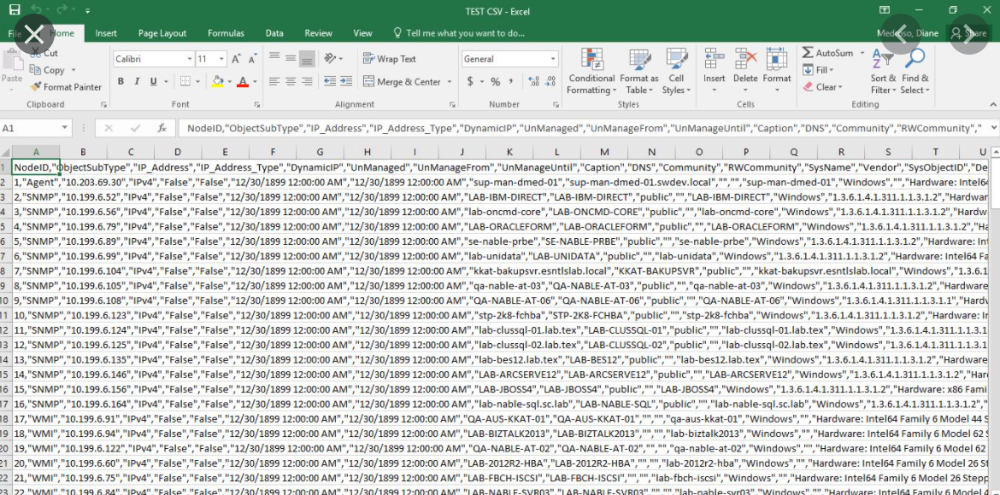 TEST CSV - Excel
File Home Insert Page Layout Formulas Data Review View Tell me what you want to do... Diane Share
Cut
Copy
Format Painter
Paste
Clipboard
Calibri 11 A A
B I U A
Font
Wrap Text
Merge & Center
Alignment
General
$ % ,
Number
Conditional Formatting
Format as Table
Cell Styles
Styles
Insert Delete Format
Cells
AutoSum
Fill
Clear
Sort & Filter
Find & Select
Editing
A1 fx NodeID,"ObjectSubType","IP_Address","IP_Address_Type","DynamicIP","UnManaged","UnManageFrom","UnManageUntil","Caption","DNS","Community","RWCommunity","
A B C D E F G H I J K L M N O P Q R S T U
1 NodeID,"ObjectSubType","IP_Address","IP_Address_Type","DynamicIP","UnManaged","UnManageFrom","UnManageUntil","Caption","DNS","Community","RWCommunity","SysName","Vendor","SysObjectID","De
2 1,"Agent","10.203.69.30","IPv4","False","False","12/30/1899 12:00:00 AM","12/30/1899 12:00:00 AM","sup-man-dmed-01","sup-man-dmed-01.swdev.local","","","sup-man-dmed-01","Windows","","Hardware: Intel64
3 2,"SNMP","10.199.6.52","IPv4","False","False","12/30/1899 12:00:00 AM","12/30/1899 12:00:00 AM","LAB-IBM-DIRECT","LAB-IBM-DIRECT","public","","LAB-IBM-DIRECT","Windows","1.3.6.1.4.1.311.1.1.3.1.2","Hardwar
4 3,"SNMP","10.199.6.56","IPv4","False","False","12/30/1899 12:00:00 AM","12/30/1899 12:00:00 AM","lab-oncmd-core","LAB-ONCMD-CORE","public","","lab-oncmd-core","Windows","1.3.6.1.4.1.311.1.1.3.1.2","Hardw
5 4,"SNMP","10.199.6.79","IPv4","False","False","12/30/1899 12:00:00 AM","12/30/1899 12:00:00 AM","LAB-ORACLEFORM","LAB-ORACLEFORM","public","","LAB-ORACLEFORM","Windows","1.3.6.1.4.1.311.1.1.3.1.2","Ha
6 5,"SNMP","10.199.6.89","IPv4","False","False","12/30/1899 12:00:00 AM","12/30/1899 12:00:00 AM","se-nable-prbe","SE-NABLE-PRBE","public","","se-nable-prbe","Windows","1.3.6.1.4.1.311.1.1.3.1.2","Hardware: Int
7 6,"SNMP","10.199.6.99","IPv4","False","False","12/30/1899 12:00:00 AM","12/30/1899 12:00:00 AM","lab-unidata","LAB-UNIDATA","public","","lab-unidata","Windows","1.3.6.1.4.1.311.1.1.3.1.2","Hardware: Intel64 Fa
8 7,"SNMP","10.199.6.104","IPv4","False","False","12/30/1899 12:00:00 AM","12/30/1899 12:00:00 AM","kkat-bakupsvr.esntlslab.local","KKAT-BAKUPSVR","public","","kkat-bakupsvr.esntlslab.local","Windows","1.3.6.1
9 8,"SNMP","10.199.6.105","IPv4","False","False","12/30/1899 12:00:00 AM","12/30/1899 12:00:00 AM","qa-nable-at-03","QA-NABLE-AT-03","public","","qa-nable-at-03","Windows","1.3.6.1.4.1.311.1.1.3.1.2","Hardware
10 9,"SNMP","10.199.6.108","IPv4","False","False","12/30/1899 12:00:00 AM","12/30/1899 12:00:00 AM","QA-NABLE-AT-06","QA-NABLE-AT-06","public","","QA-NABLE-AT-06","Windows","1.3.6.1.4.1.311.1.1.3.1.1","Hardw
11 10,"SNMP","10.199.6.123","IPv4","False","False","12/30/1899 12:00:00 AM","12/30/1899 12:00:00 AM","stp-2k8-fchba","STP-2K8-FCHBA","public","","stp-2k8-fchba","Windows","1.3.6.1.4.1.311.1.1.3.1.2","Hardware: Ir
12 11,"SNMP","10.199.6.124","IPv4","False","False","12/30/1899 12:00:00 AM","12/30/1899 12:00:00 AM","lab-clussql-01.lab.tex","LAB-CLUSSQL-01","public","","lab-clussql-01.lab.tex","Windows","1.3.6.1.4.1.311.1.1.3.1
13 12,"SNMP","10.199.6.125","IPv4","False","False","12/30/1899 12:00:00 AM","12/30/1899 12:00:00 AM","lab-clussql-02.lab.tex","LAB-CLUSSQL-02","public","","lab-clussql-02.lab.tex","Windows","1.3.6.1.4.1.311.1.1.3.1
14 13,"SNMP","10.199.6.135","IPv4","False","False","12/30/1899 12:00:00 AM","12/30/1899 12:00:00 AM","lab-bes12.lab.tex","LAB-BES12","public","","lab-bes12.lab.tex","Windows","1.3.6.1.4.1.311.1.1.3.1.2","Hardware
15 14,"SNMP","10.199.6.146","IPv4","False","False","12/30/1899 12:00:00 AM","12/30/1899 12:00:00 AM","LAB-ARCSERVE12","LAB-ARCSERVE12","public","","LAB-ARCSERVE12","Windows","1.3.6.1.4.1.311.1.1.3.1.2","Har
16 15,"SNMP","10.199.6.156","IPv4","False","False","12/30/1899 12:00:00 AM","12/30/1899 12:00:00 AM","LAB-JBOSS4","LAB-JBOSS4","public","","LAB-JBOSS4","Windows","1.3.6.1.4.1.311.1.1.3.1.2","Hardware: x86 Fami
17 16,"SNMP","10.199.6.164","IPv4","False","False","12/30/1899 12:00:00 AM","12/30/1899 12:00:00 AM","lab-nable-sql.sc.lab","LAB-NABLE-SQL","public","","lab-nable-sql.sc.lab","Windows","1.3.6.1.4.1.311.1.1.3.1.2","
18 17,"WMI","10.199.6.91","IPv4","False","False","12/30/1899 12:00:00 AM","12/30/1899 12:00:00 AM","QA-AUS-KKAT-01","QA-AUS-KKAT-01","","","qa-aus-kkat-01","Windows","","Hardware: Intel64 Family 6 Model 44 S
19 18,"WMI","10.199.6.94","IPv4","False","False","12/30/1899 12:00:00 AM","12/30/1899 12:00:00 AM","LAB-BIZTALK2013","LAB-BIZTALK2013","","","lab-biztalk2013","Windows","","Hardware: Intel64 Family 6 Model 62 S
20 19,"WMI","10.199.6.122","IPv4","False","False","12/30/1899 12:00:00 AM","12/30/1899 12:00:00 AM","QA-NABLE-AT-02","QA-NABLE-AT-02","","","qa-nable-at-02","Windows","","Hardware: Intel64 Family 6 Model 62
21 20,"WMI","10.199.6.60","IPv4","False","False","12/30/1899 12:00:00 AM","12/30/1899 12:00:00 AM","LAB-2012R2-HBA","LAB-2012R2-HBA","","","lab-2012r2-hba","Windows","","Hardware: Intel64 Family 6 Model 26 St
22 21,"WMI","10.199.6.75","IPv4","False","False","12/30/1899 12:00:00 AM","12/30/1899 12:00:00 AM","LAB-FBCH-ISCSI","LAB-FBCH-ISCSI","","","lab-fbch-iscsi","Windows","","Hardware: Intel64 Family 6 Model 26 Stepp
23 22,"WMI","10.199.6.84","IPv4","False","False","12/30/1899 12:00:00 AM","12/30/1899 12:00:00 AM","LAB-NABLE-SVR03","LAB-NABLE-SVR03","","","lab-nable-svr03","Windows","","Hardware: Intel64 Family 6 Model